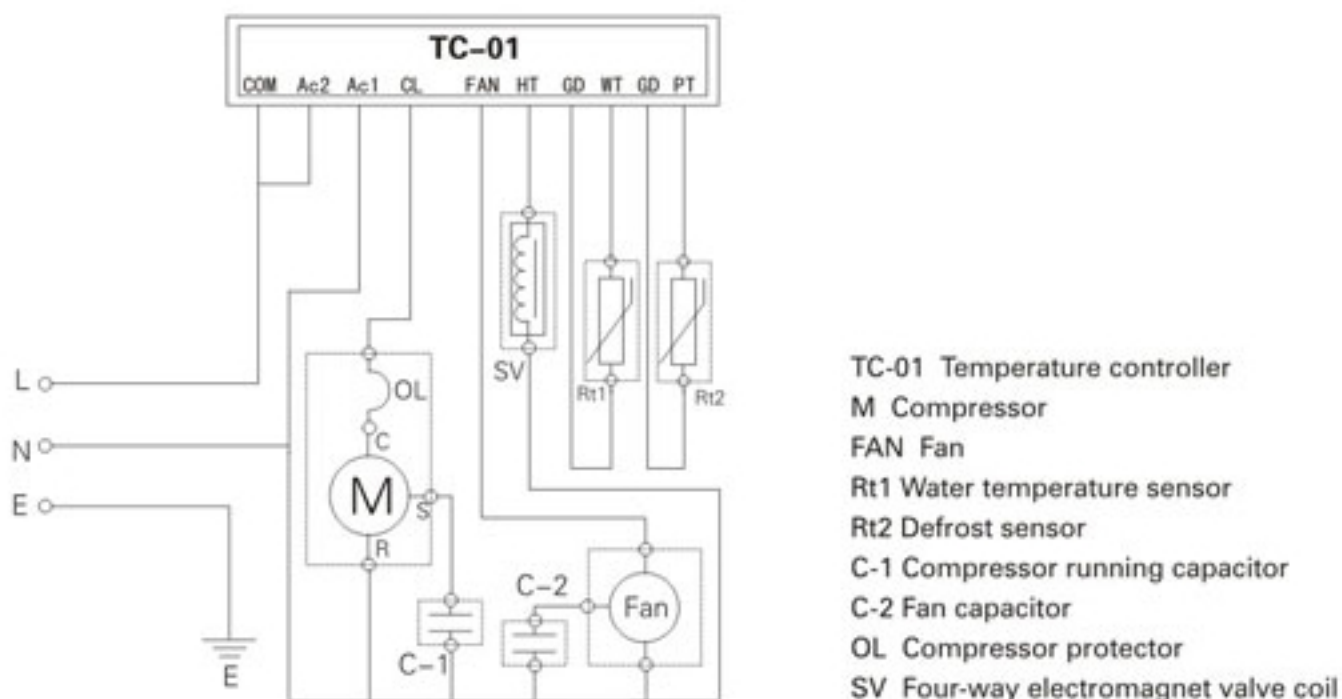 TC-01
COM Ac2 Ac1 CL FAN HT GD WT GD PT
SV
Rt1
Rt2
L
OL
N
C
M
S
E
R
C-2
Fan
C-1
E
TC-01 Temperature controller
M Compressor
FAN Fan
Rt1 Water temperature sensor
Rt2 Defrost sensor
C-1 Compressor running capacitor
C-2 Fan capacitor
OL Compressor protector
SV Four-way electromagnet valve coil